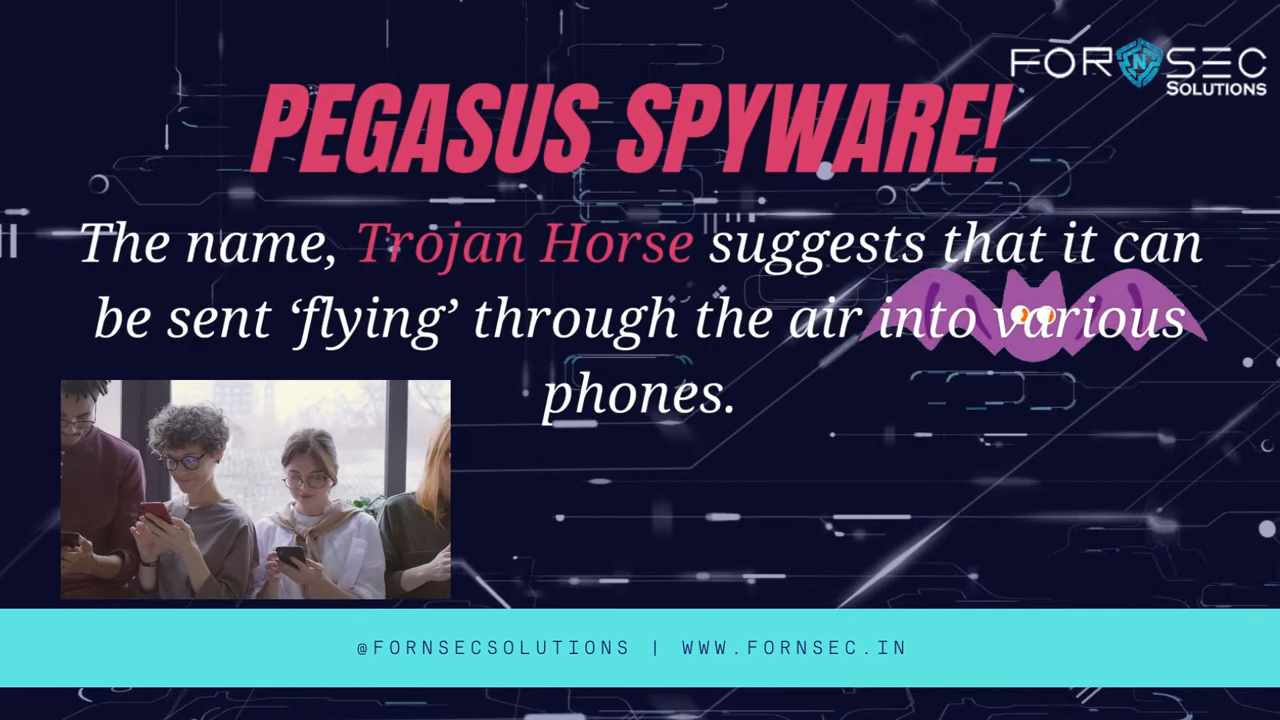 FORNSEC
SOLUTIONS
PEGASUS SPYWARE!
The name, Trojan Horse suggests that it can
be sent ‘flying’ through the air into various
phones.
@FORNSECSOLUTIONS | WWW.FORNSEC.IN